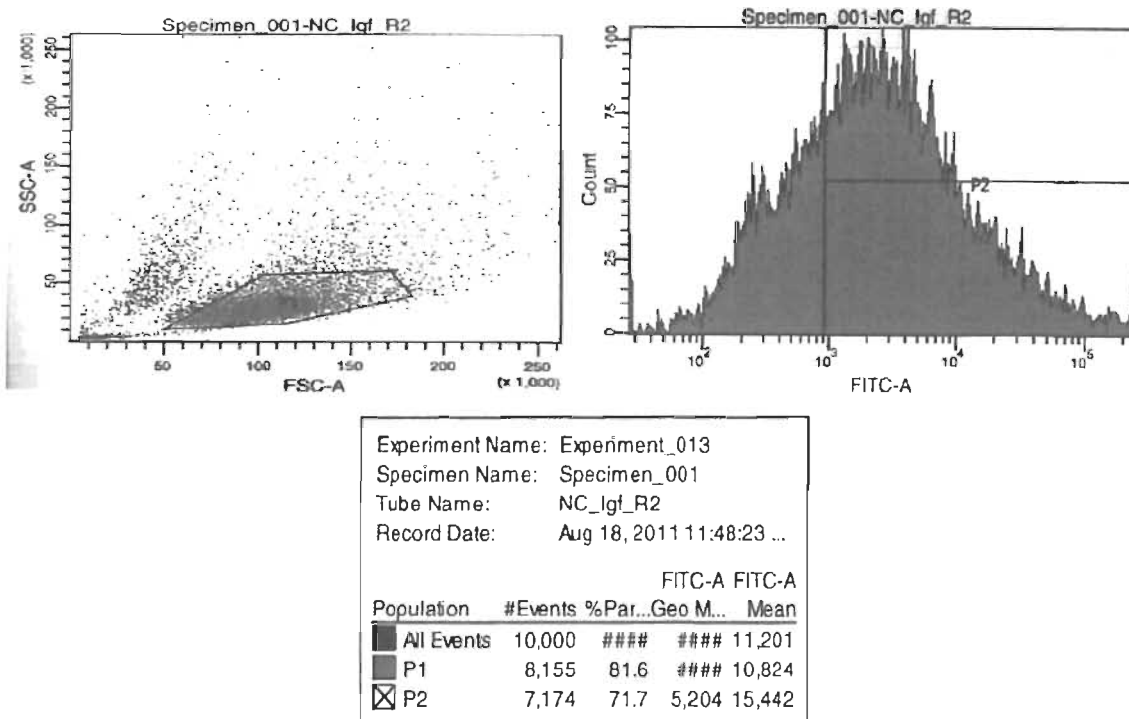 Specimen_001-NC_Igf_R2
(x 1,000)
250
200
150
100
50
SSC-A
50 100 150 200 250
FSC-A (x 1,000)
Specimen_001-NC_Igf_R2
100
75
50
25
0
Count
P2
10² 10³ 10⁴ 10⁵
FITC-A
Experiment Name: Experiment_013
Specimen Name: Specimen_001
Tube Name: NC_Igf_R2
Record Date: Aug 18, 2011 11:48:23 ...
FITC-A FITC-A
Population #Events %Par... Geo M... Mean
All Events 10,000 #### #### 11,201
P1 8,155 81.6 #### 10,824
P2 7,174 71.7 5,204 15,442